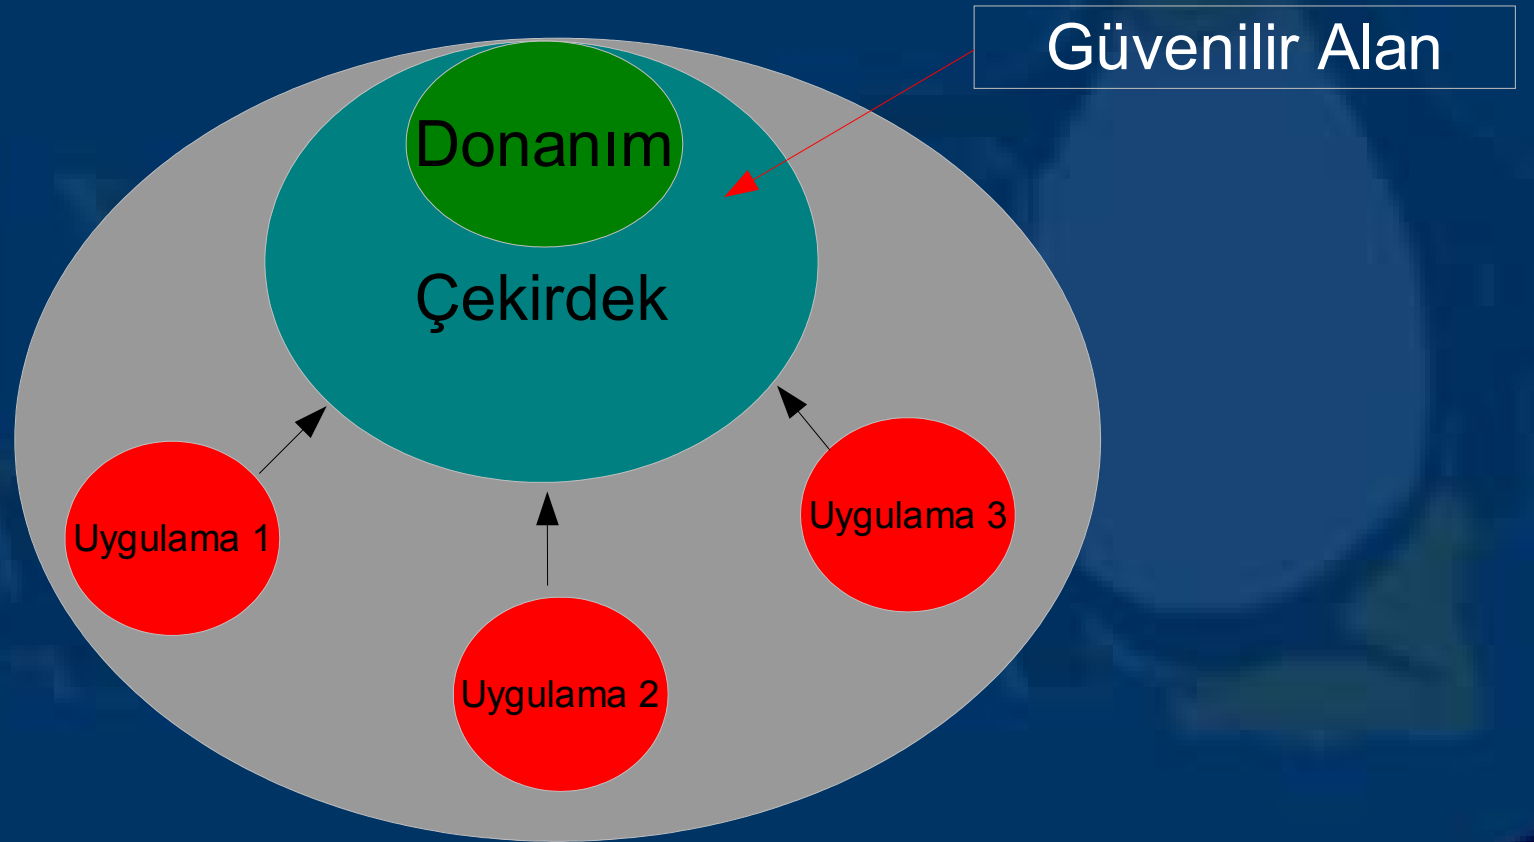 Güvenilir Alan
Donanım
Çekirdek
Uygulama 1
Uygulama 2
Uygulama 3